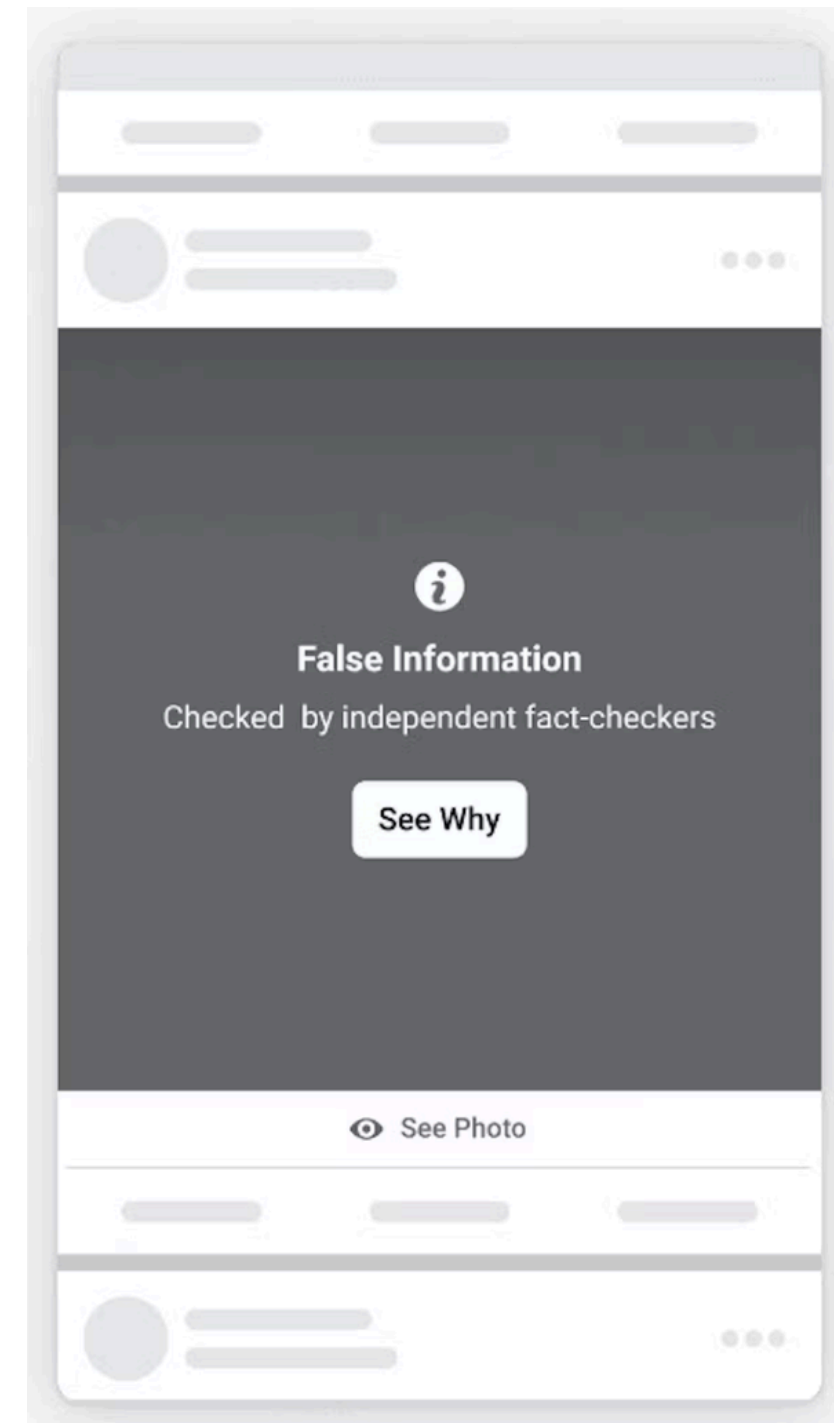 False Information
Checked  by independent fact-checkers
See Why
See Photo